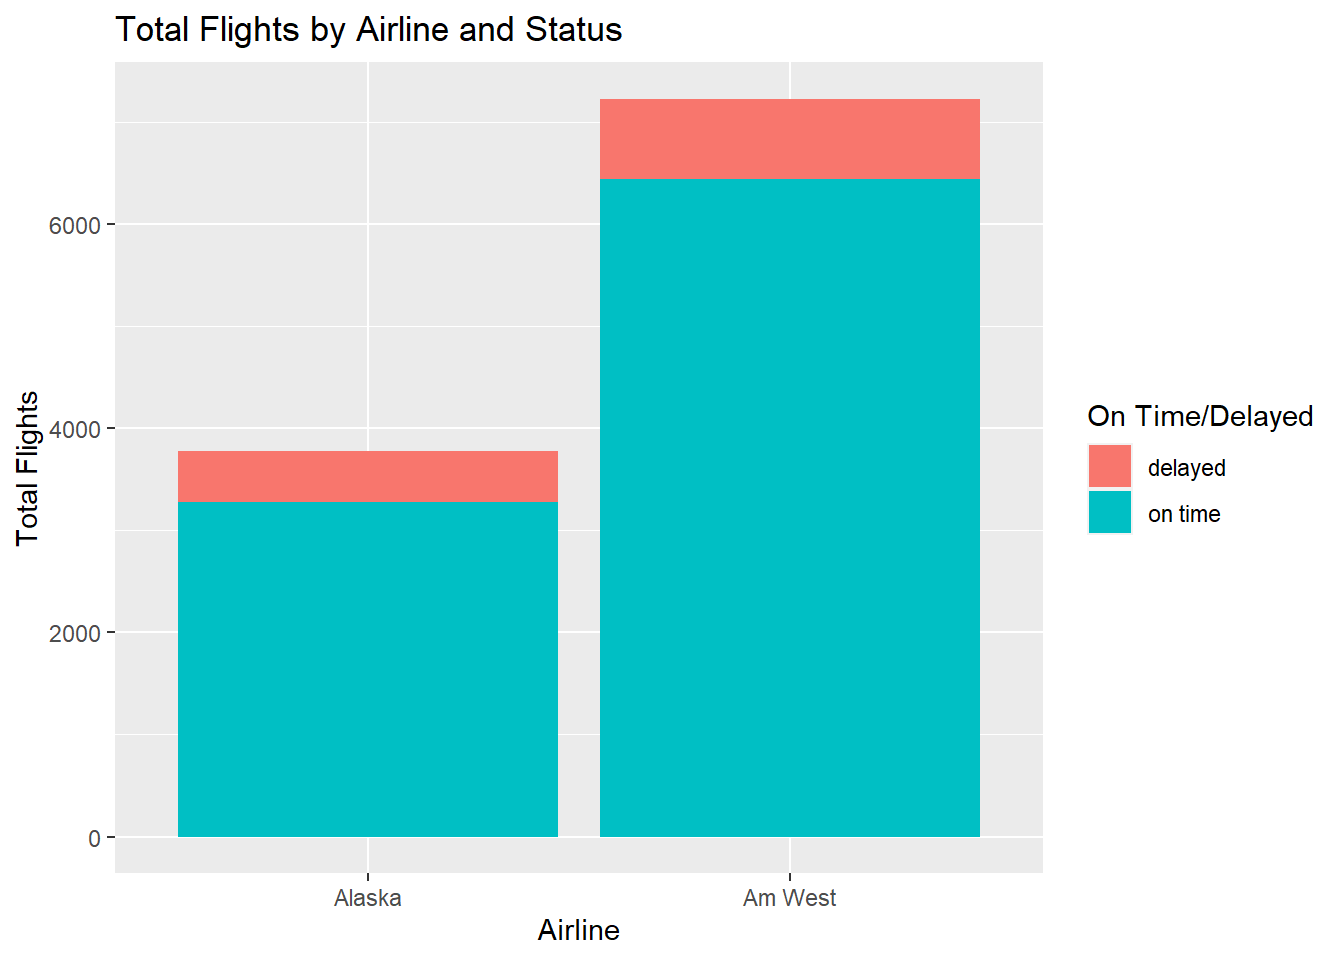 Total Flights by Airline and Status
Total Flights
6000
4000
2000
0
Alaska
Am West
Airline
On Time/Delayed
delayed
on time